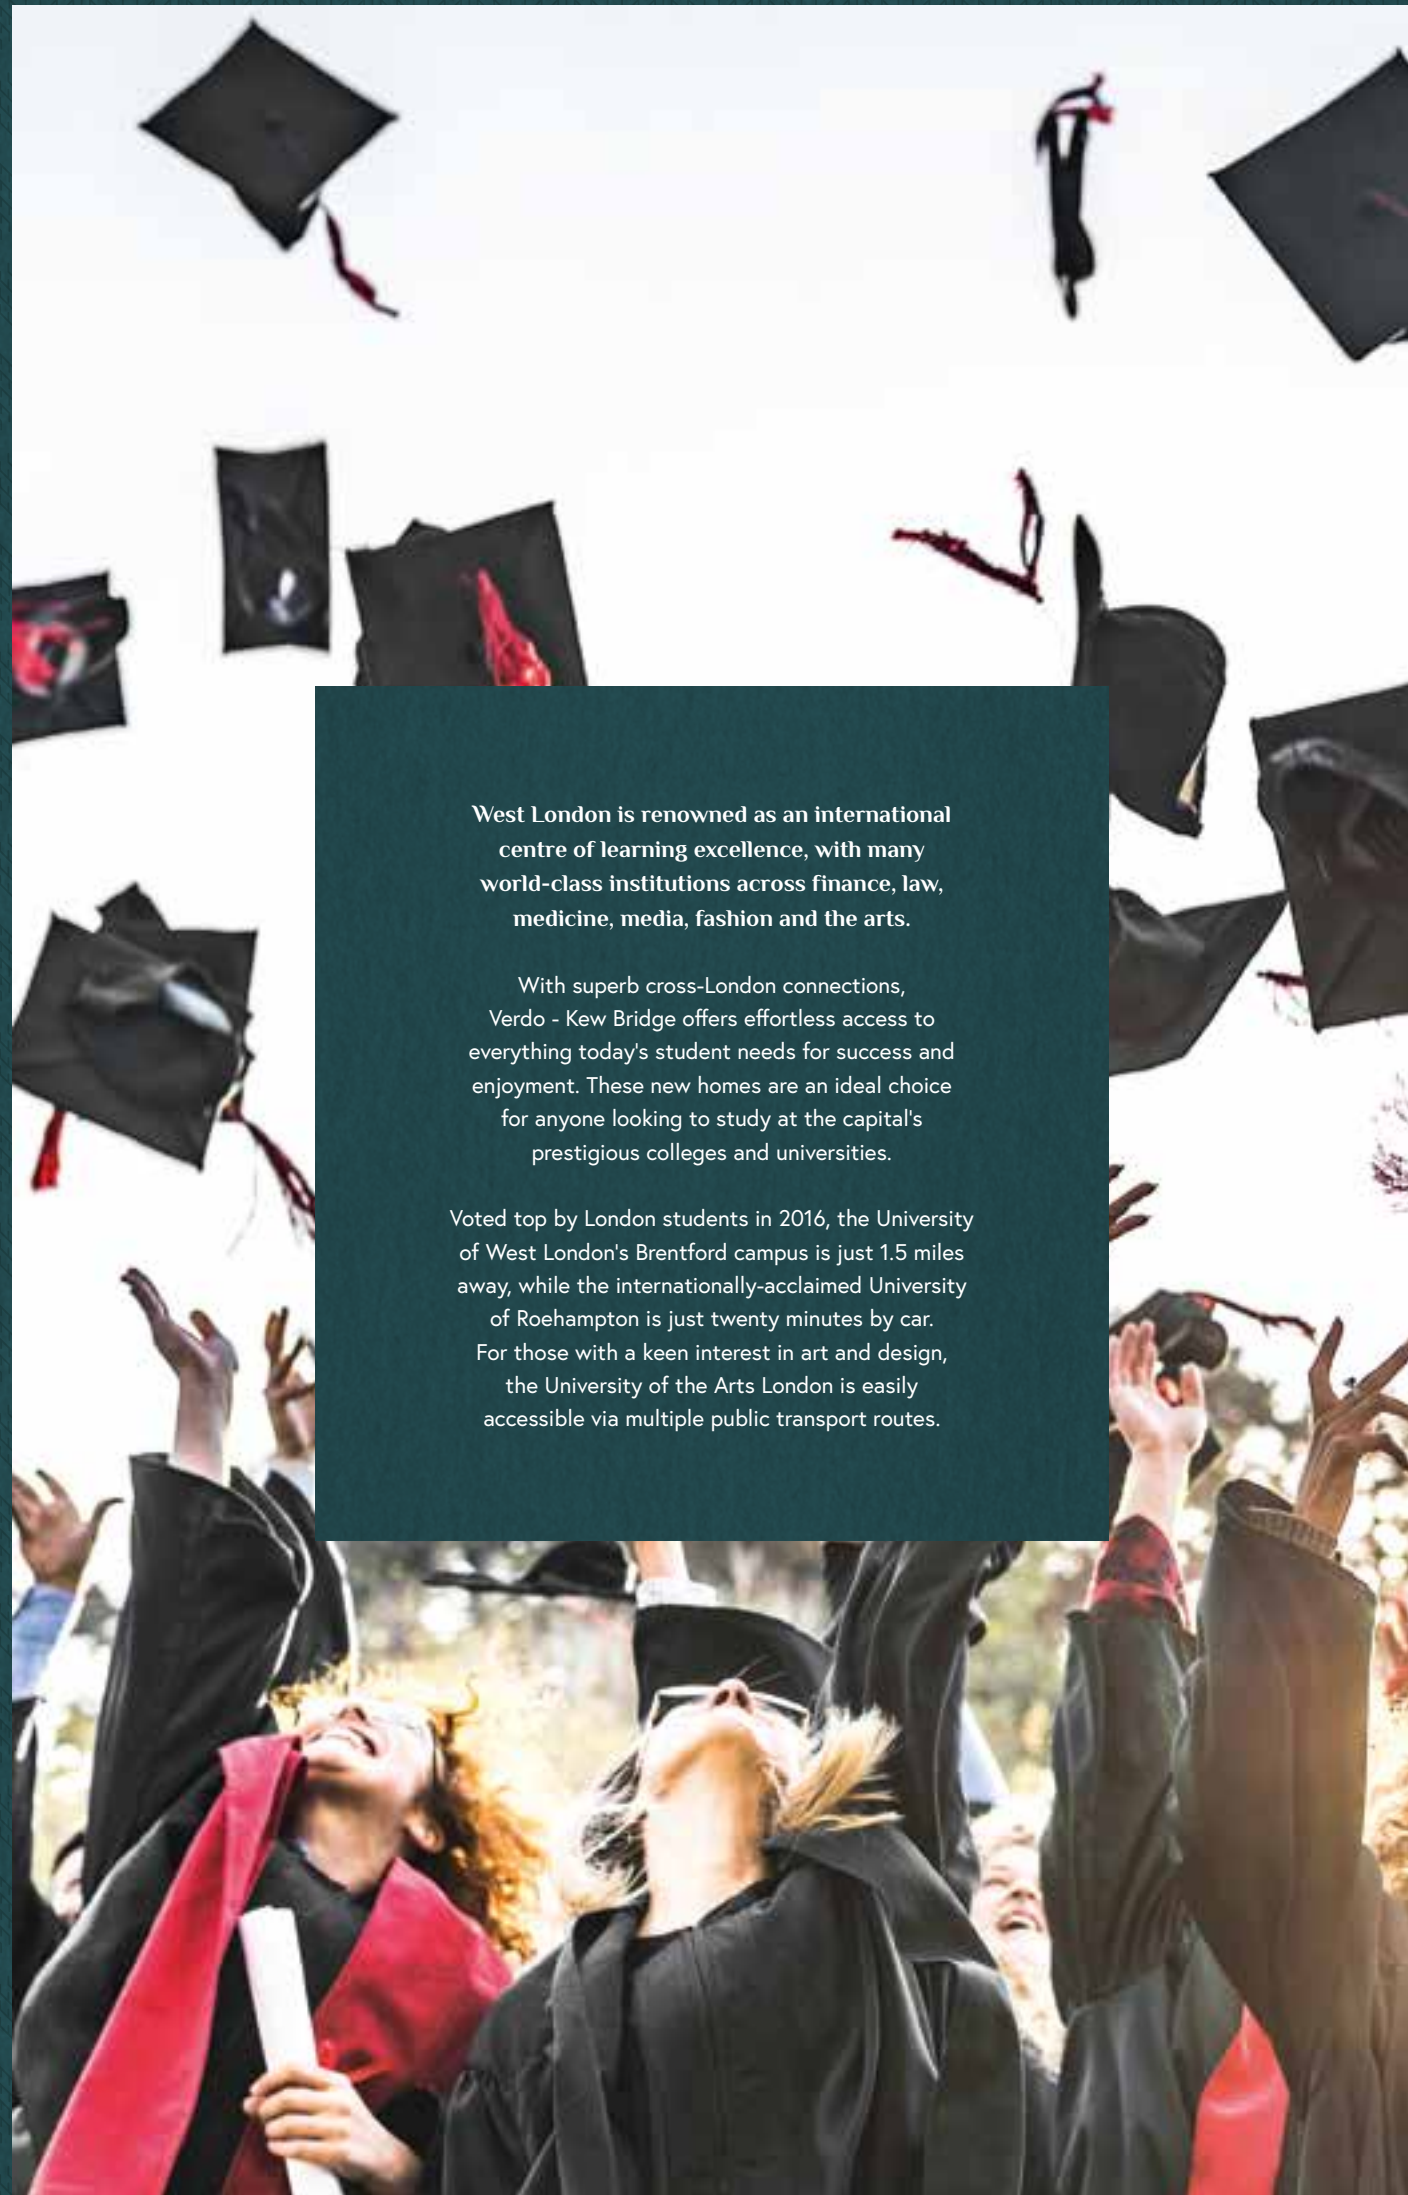 West London is renowned as an international
centre of learning excellence, with many
world-class institutions across finance, law,
medicine, media, fashion and the arts.
With superb cross-London connections,
Verdo - Kew Bridge offers effortless access to
everything today's student needs for success and
enjoyment. These new homes are an ideal choice
for anyone looking to study at the capital's
prestigious colleges and universities.
Voted top by London students in 2016, the University
of West London's Brentford campus is just 1.5 miles
away, while the internationally-acclaimed University
of Roehampton is just twenty minutes by car.
For those with a keen interest in art and design,
the University of the Arts London is easily
accessible via multiple public transport routes.